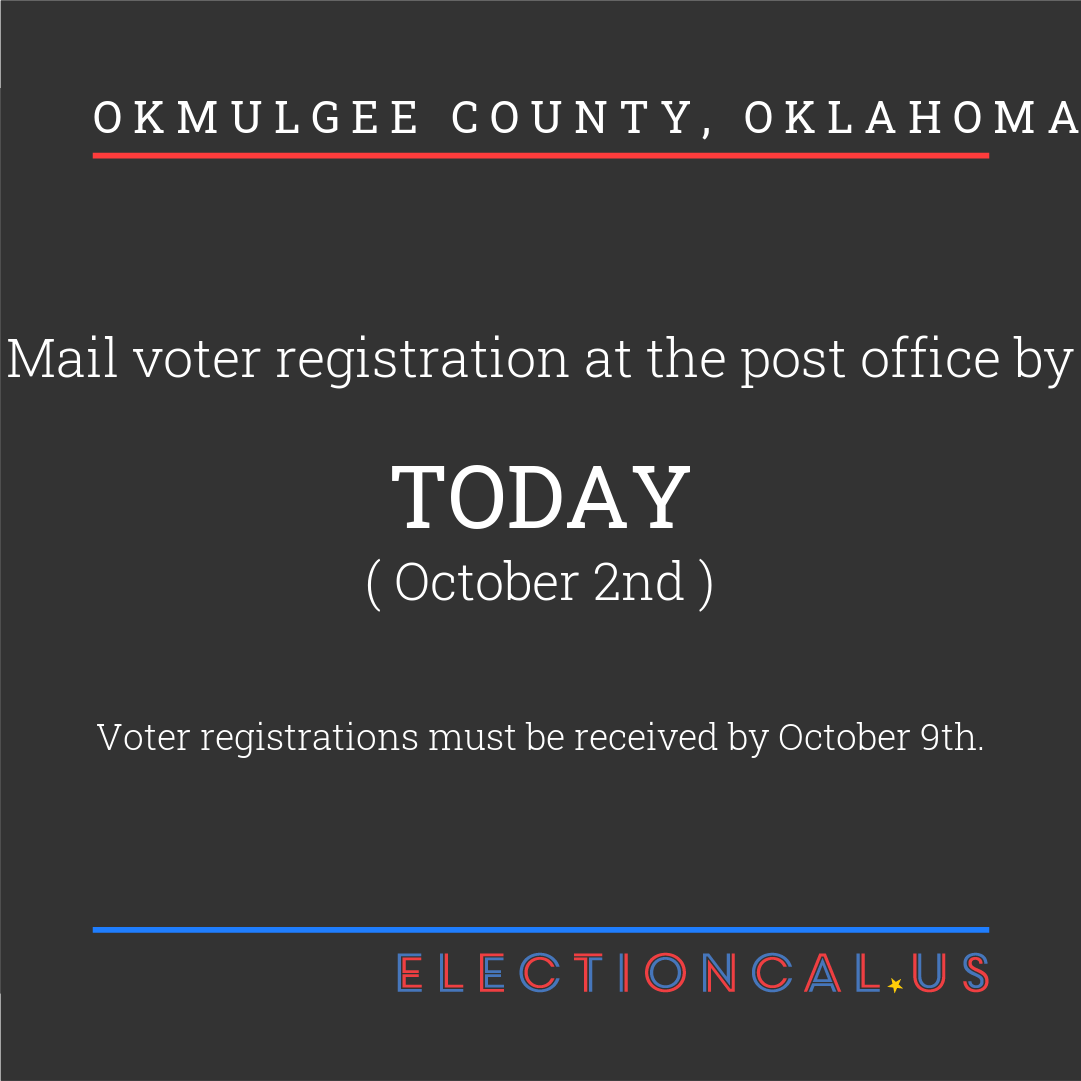 OKMULGEE COUNTY, OKLAHOMA
Mail voter registration at the post office by
TODAY
( October 2nd )
Voter registrations must be received by October 9th.
ELECTIONCAL.US